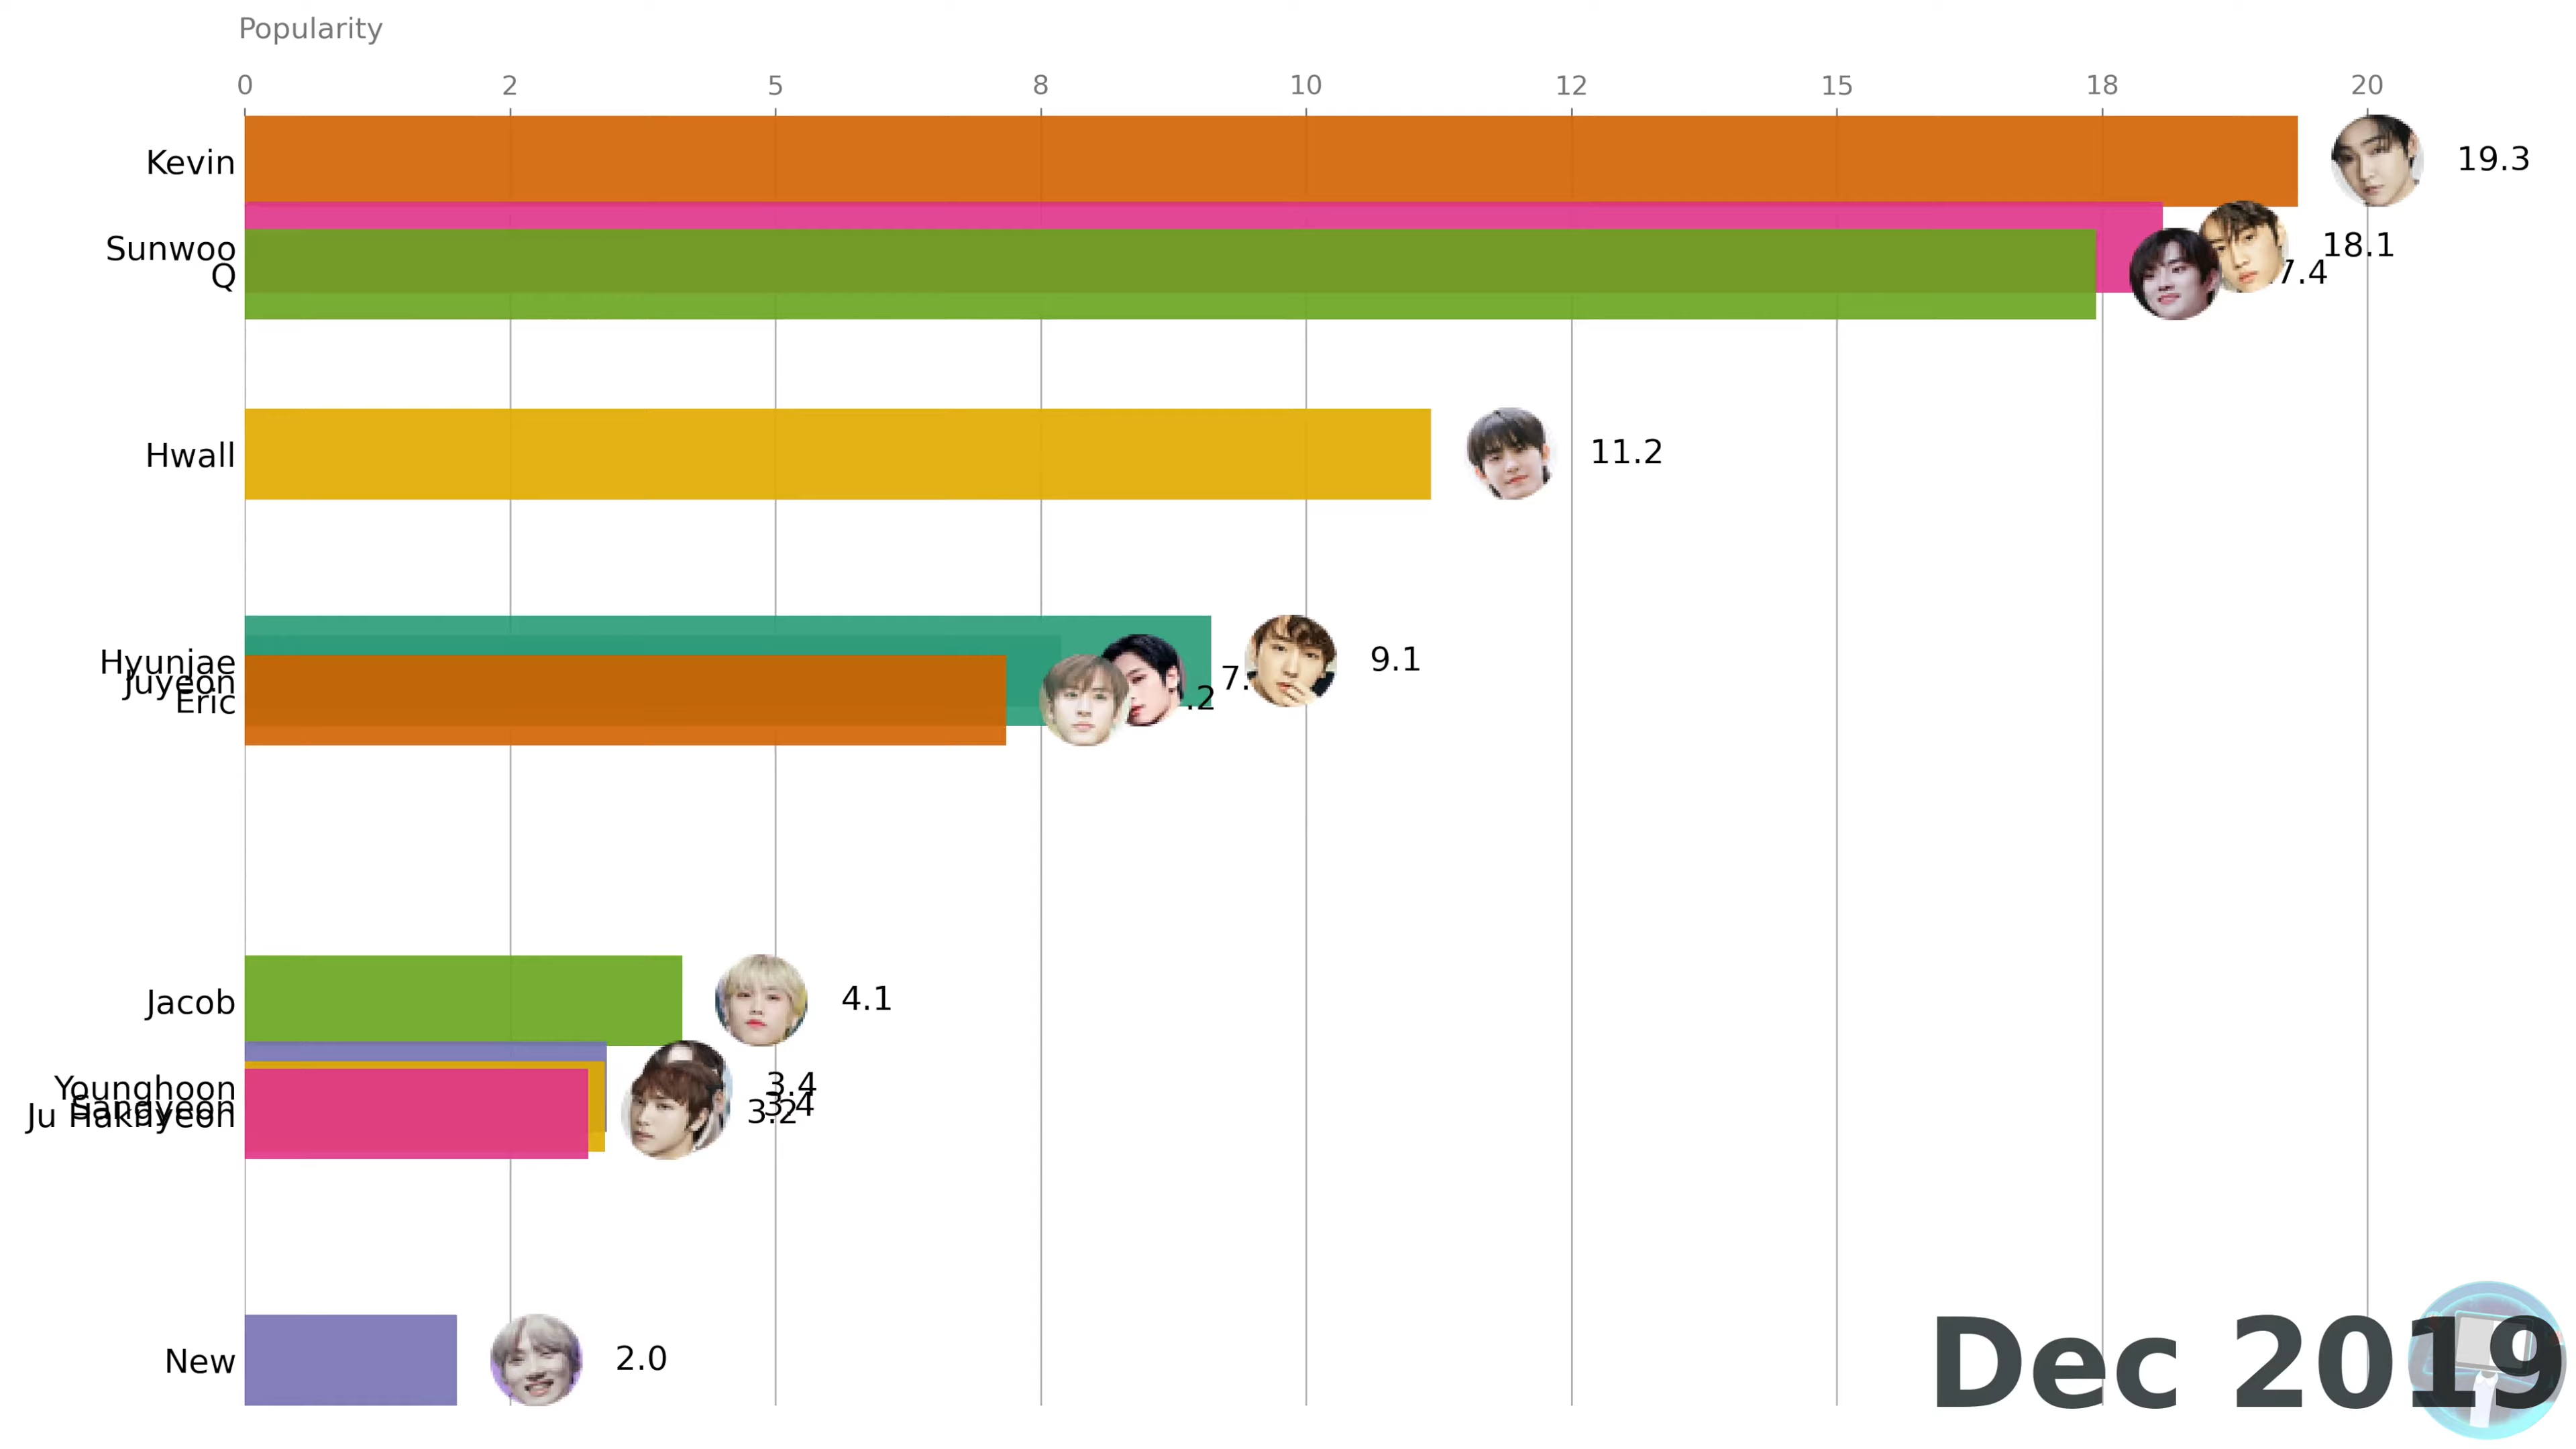 Popularity
0 2 5 8 10 12 15 18 20
Kevin 19.3
Sunwoo 18.1
Q 7.4
Hwall 11.2
Hyunjae 9.1
Juyeon 7.
Eric .2
Jacob 4.1
Younghoon 3.4
Sangyeon 3.4
Ju Haknyeon 3.2
New 2.0
Dec 2019